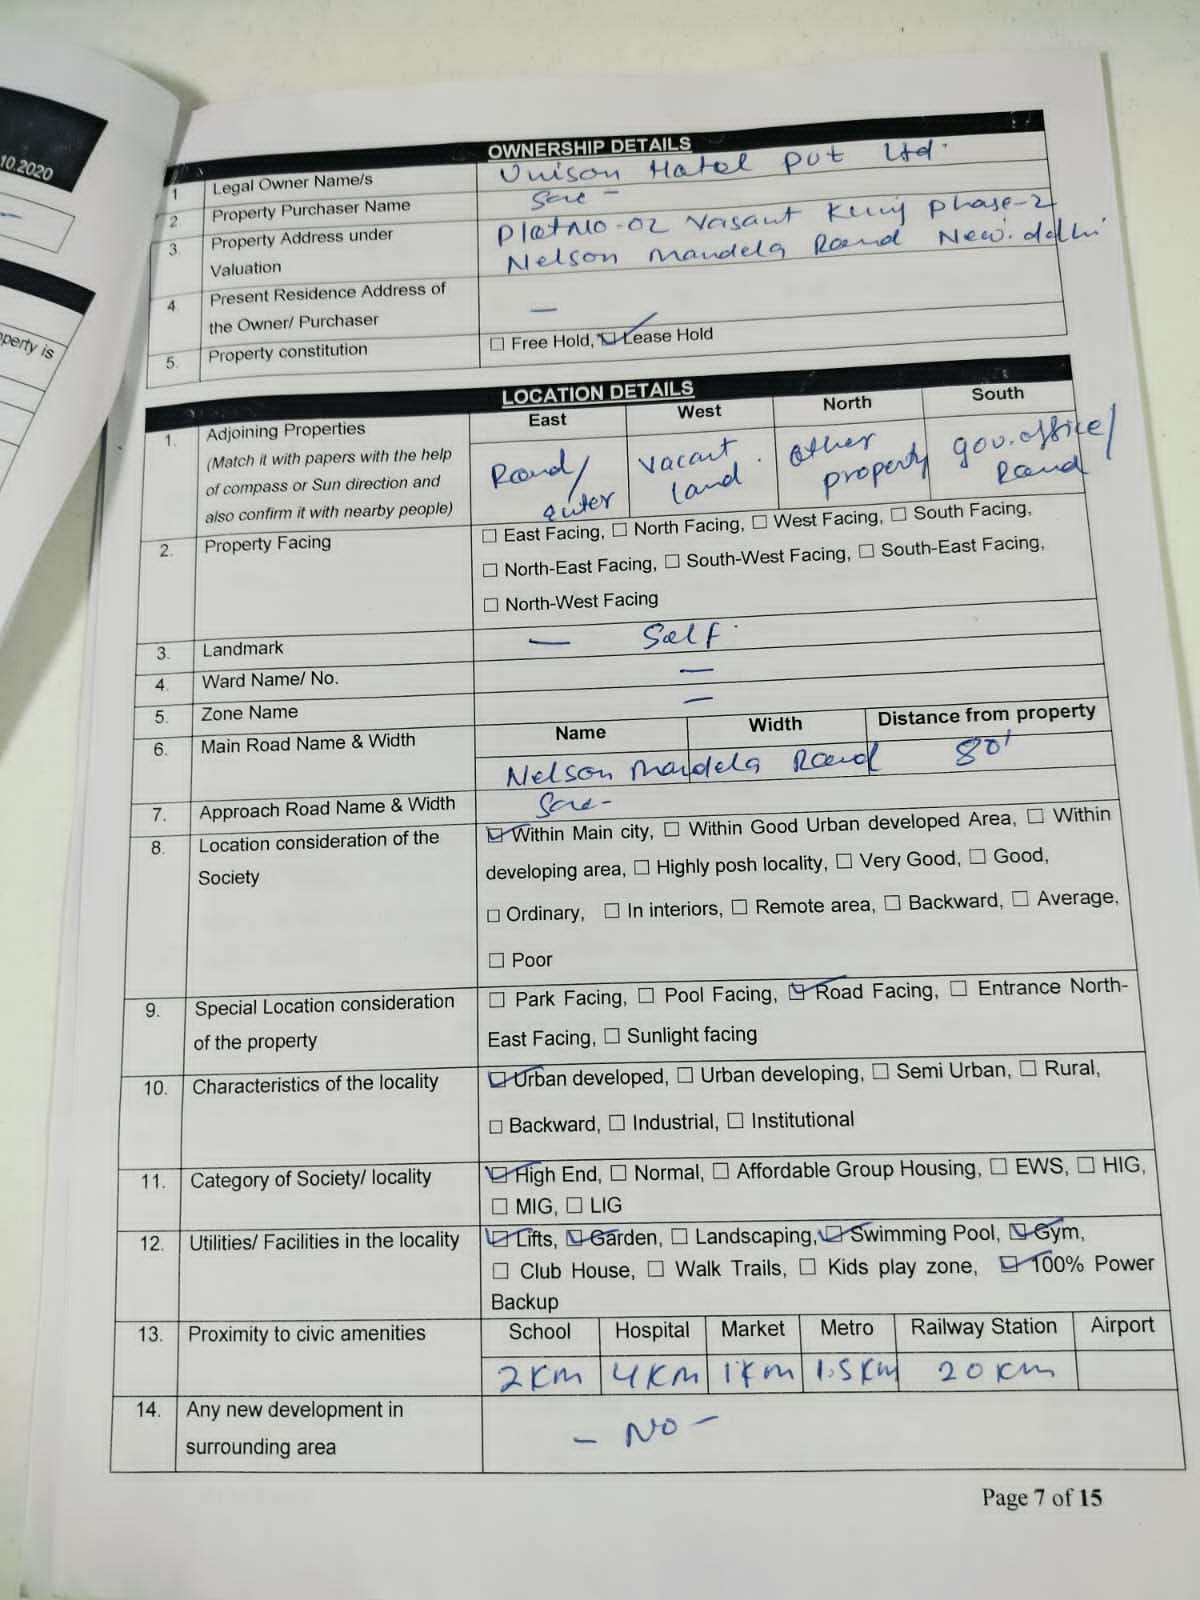 10.2020
operty is
OWNERSHIP DETAILS
1 Legal Owner Name/s Unison Hotel Pvt Ltd.
2 Property Purchaser Name
3. Property Address under Valuation Plot No-02 Vasant Kunj Phase-2
Nelson Mandela Road New.delhi
4. Present Residence Address of the Owner/ Purchaser —
5. Property constitution ☐ Free Hold, ☑ Lease Hold
LOCATION DETAILS
1. Adjoining Properties East West North South
(Match it with papers with the help of compass or Sun direction and also confirm it with nearby people)
Road/ enter
vacant land
other property
gov. office/ Road
2. Property Facing ☐ East Facing, ☐ North Facing, ☐ West Facing, ☐ South Facing,
☐ North-East Facing, ☐ South-West Facing, ☐ South-East Facing,
☐ North-West Facing
3. Landmark — Self.
4. Ward Name/ No. —
5. Zone Name —
6. Main Road Name & Width Name Width Distance from property
Nelson Mandela Road 80'
7. Approach Road Name & Width
8. Location consideration of the Society ☑ Within Main city, ☐ Within Good Urban developed Area, ☐ Within
developing area, ☐ Highly posh locality, ☐ Very Good, ☐ Good,
☐ Ordinary, ☐ In interiors, ☐ Remote area, ☐ Backward, ☐ Average,
☐ Poor
9. Special Location consideration of the property ☐ Park Facing, ☐ Pool Facing, ☑ Road Facing, ☐ Entrance North-
East Facing, ☐ Sunlight facing
10. Characteristics of the locality ☑ Urban developed, ☐ Urban developing, ☐ Semi Urban, ☐ Rural,
☐ Backward, ☐ Industrial, ☐ Institutional
11. Category of Society/ locality ☑ High End, ☐ Normal, ☐ Affordable Group Housing, ☐ EWS, ☐ HIG,
☐ MIG, ☐ LIG
12. Utilities/ Facilities in the locality ☑ Lifts, ☑ Garden, ☐ Landscaping, ☑ Swimming Pool, ☑ Gym,
☐ Club House, ☐ Walk Trails, ☐ Kids play zone, ☑ 100% Power
Backup
13. Proximity to civic amenities School Hospital Market Metro Railway Station Airport
2 KM 4 KM 1 KM 1.5 KM 20 KM
14. Any new development in surrounding area - NO -
Page 7 of 15